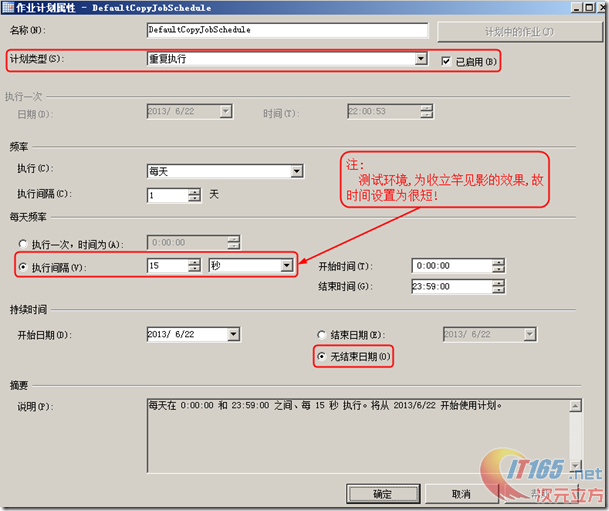 作业计划属性 - DefaultCopyJobSchedule
名称(N): DefaultCopyJobSchedule 计划中的作业(J)
计划类型(S): 重复执行 已启用(B)
执行一次
日期(D): 2013/ 6/22 时间(T): 22:00:53
频率
执行(C): 每天
执行间隔(C): 1 天
注:
测试环境,为收立竿见影的效果,故
时间设置为很短!
每天频率
执行一次，时间为(A): 0:00:00
执行间隔(V): 15 秒 开始时间(T): 0:00:00
结束时间(G): 23:59:00
持续时间
开始日期(D): 2013/ 6/22 结束日期(E): 2013/ 6/22
无结束日期(O)
摘要
说明(P): 每天在 0:00:00 和 23:59:00 之间、每 15 秒 执行。将从 2013/6/22 开始使用计划。
IT165.net
次元立方
确定 取消